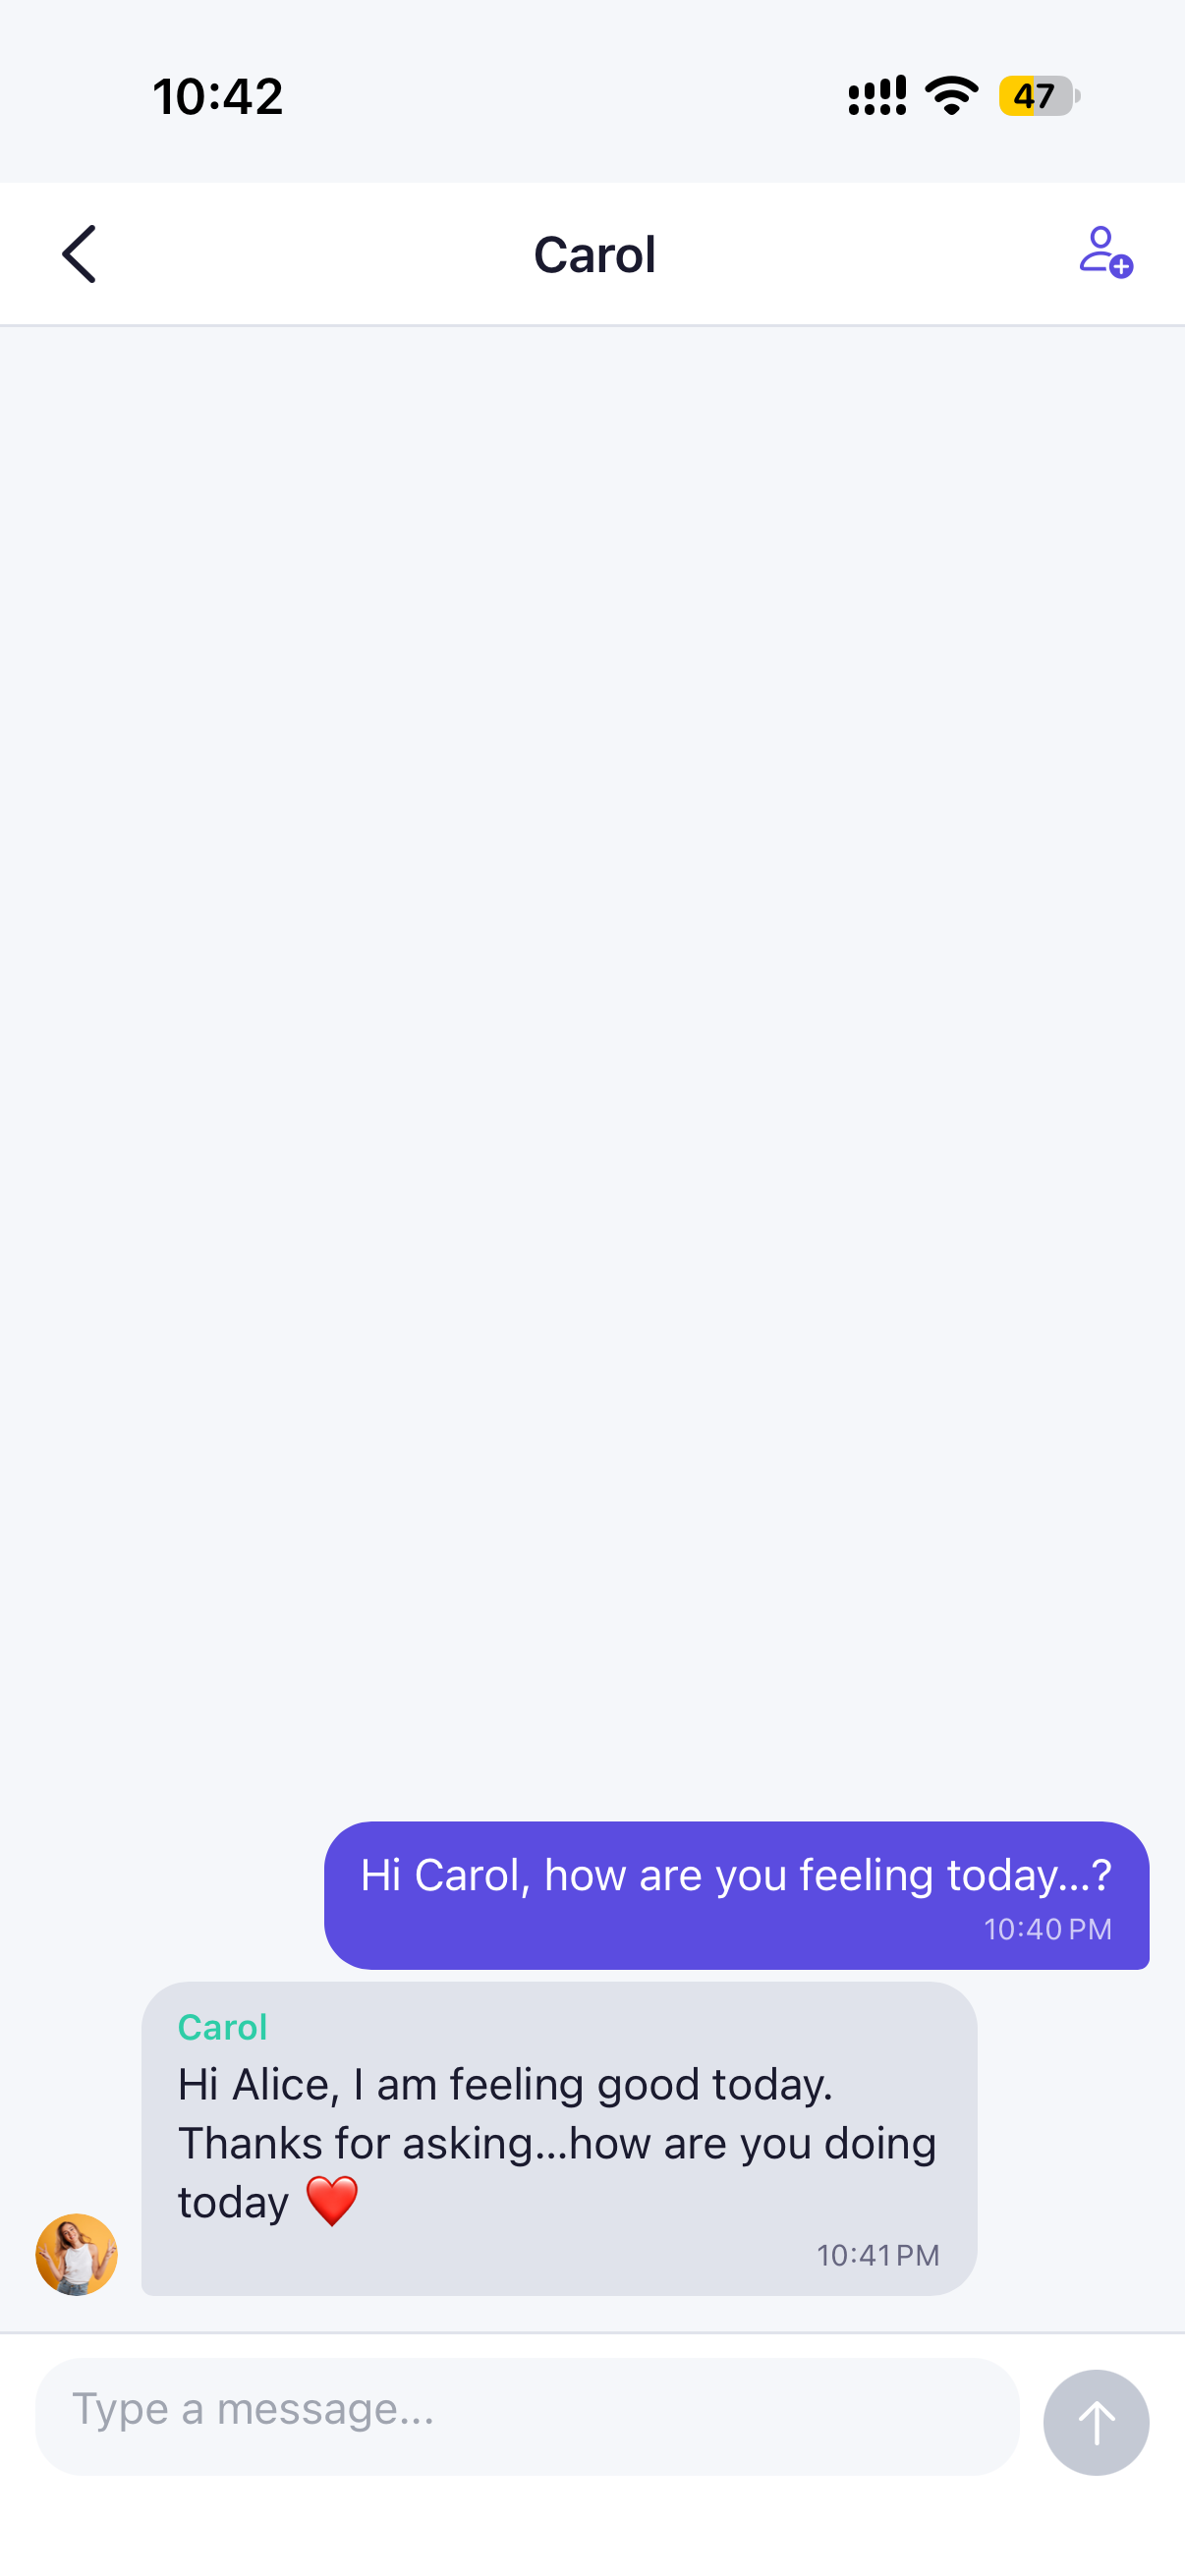 10:42
47
Carol
Hi Carol, how are you feeling today...?
10:40 PM
Carol
Hi Alice, I am feeling good today.
Thanks for asking...how are you doing
today ❤️
10:41 PM
Type a message...